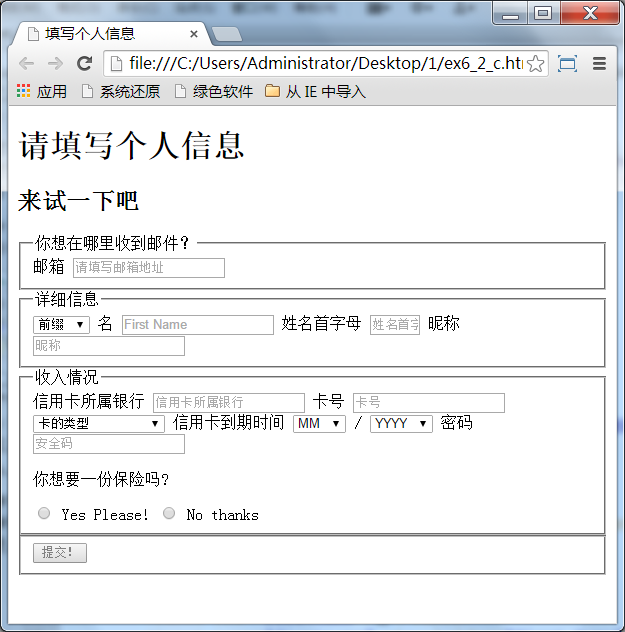 填写个人信息
file:///C:/Users/Administrator/Desktop/1/ex6_2_c.htm
应用 系统还原 绿色软件 从 IE 中导入
请填写个人信息
来试一下吧
你想在哪里收到邮件?
邮箱 请填写邮箱地址
详细信息
前缀 名 First Name 姓名首字母 姓名首字 昵称
昵称
收入情况
信用卡所属银行 信用卡所属银行 卡号 卡号
卡的类型 信用卡到期时间 MM / YYYY 密码
安全码
你想要一份保险吗?
Yes Please! No thanks
提交!